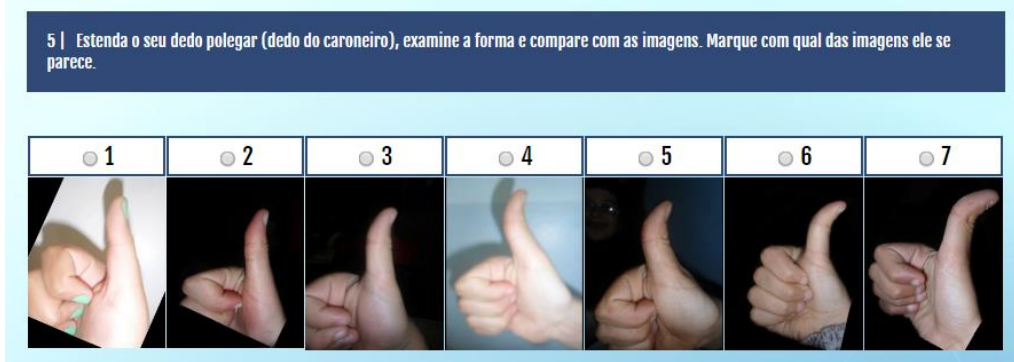 5 | Estenda o seu dedo polegar (dedo do caroneiro), examine a forma e compare com as imagens. Marque com qual das imagens ele se
parece.
1 2 3 4 5 6 7